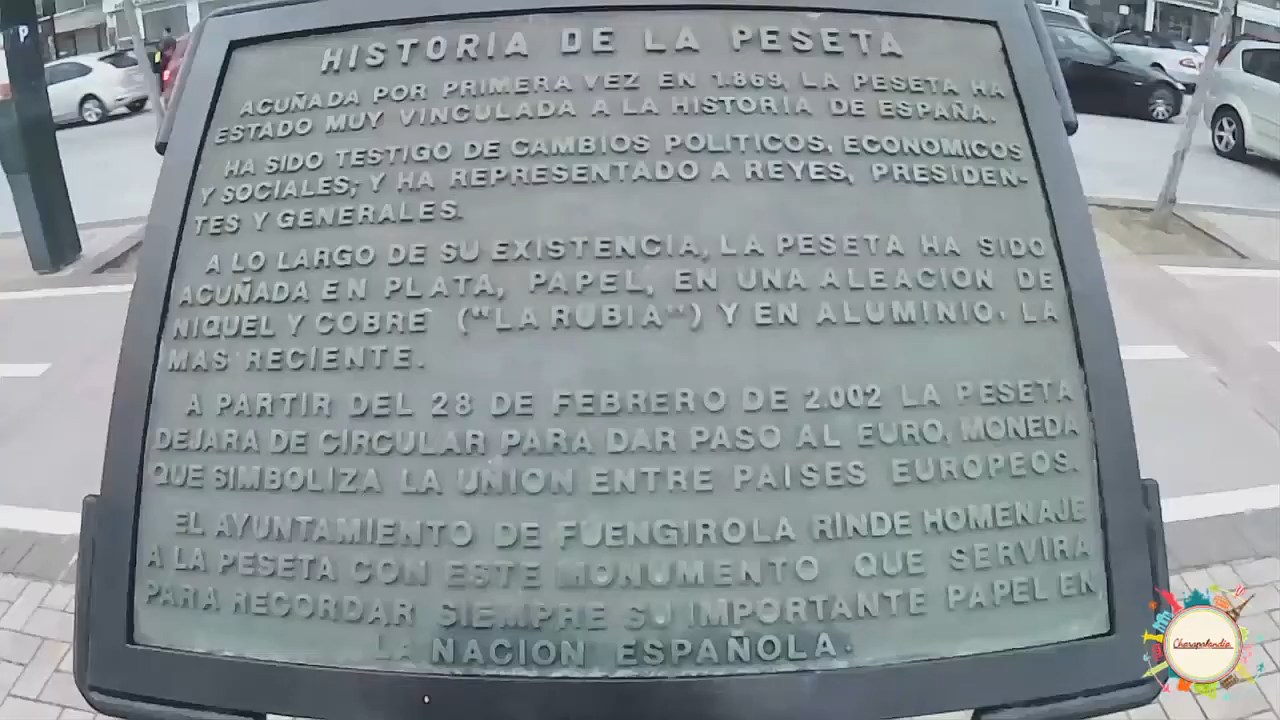 HISTORIA DE LA PESETA
ACUÑADA POR PRIMERA VEZ EN 1.869, LA PESETA HA
ESTADO MUY VINCULADA A LA HISTORIA DE ESPAÑA.
HA SIDO TESTIGO DE CAMBIOS POLITICOS, ECONOMICOS
Y SOCIALES; Y HA REPRESENTADO A REYES, PRESIDEN-
TES Y GENERALES.
A LO LARGO DE SU EXISTENCIA, LA PESETA HA SIDO
ACUÑADA EN PLATA, PAPEL, EN UNA ALEACION DE
NIQUEL Y COBRE ("LA RUBIA") Y EN ALUMINIO, LA
MAS RECIENTE.
A PARTIR DEL 28 DE FEBRERO DE 2.002 LA PESETA
DEJARA DE CIRCULAR PARA DAR PASO AL EURO, MONEDA
QUE SIMBOLIZA LA UNION ENTRE PAISES EUROPEOS.
EL AYUNTAMIENTO DE FUENGIROLA RINDE HOMENAJE
A LA PESETA CON ESTE MONUMENTO QUE SERVIRA
PARA RECORDAR SIEMPRE SU IMPORTANTE PAPEL EN
LA NACION ESPAÑOLA.
P
Charapolandia